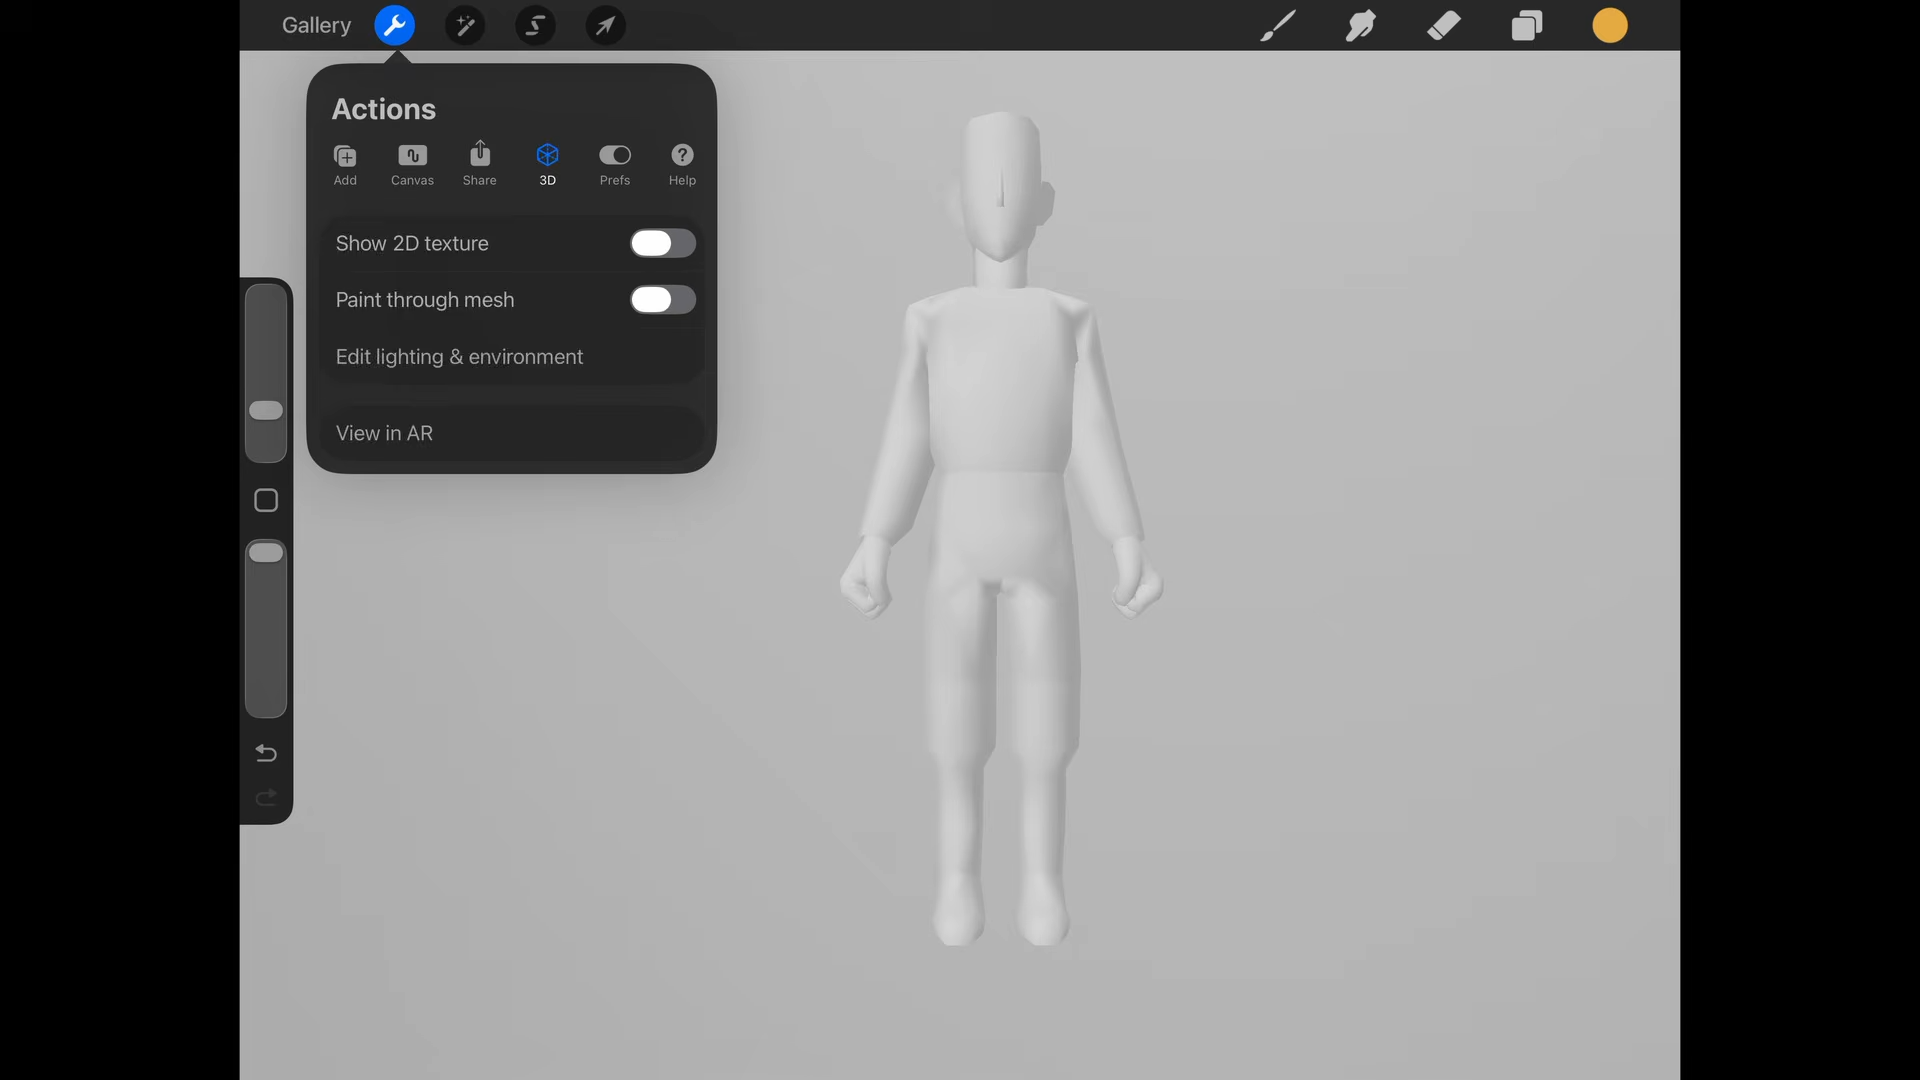 Gallery
Actions
Add Canvas Share 3D Prefs Help
Show 2D texture
Paint through mesh
Edit lighting & environment
View in AR